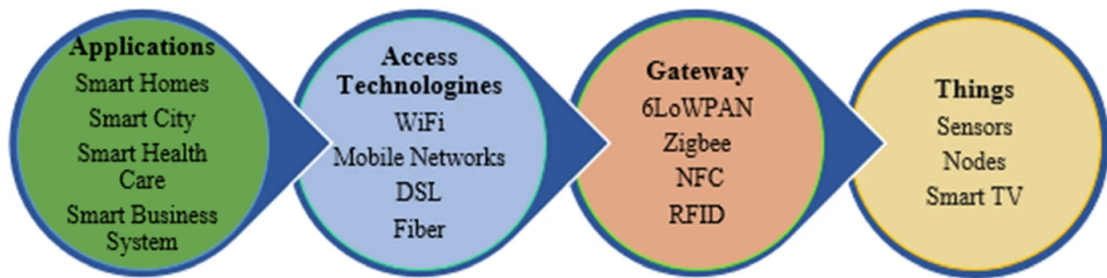 Applications
Smart Homes
Smart City
Smart Health
Care
Smart Business
System
Access
Technologines
WiFi
Mobile Networks
DSL
Fiber
Gateway
6LoWPAN
Zigbee
NFC
RFID
Things
Sensors
Nodes
Smart TV